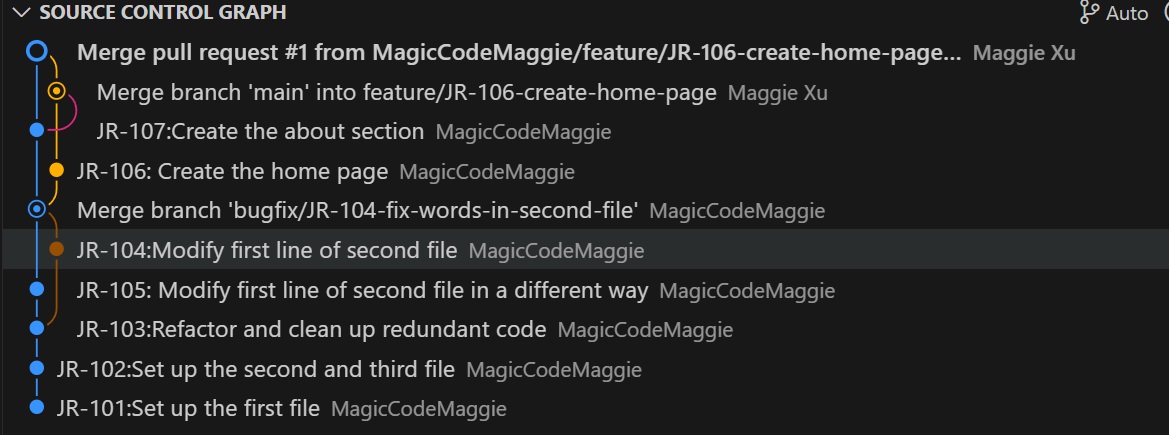 SOURCE CONTROL GRAPH Auto
Merge pull request #1 from MagicCodeMaggie/feature/JR-106-create-home-page... Maggie Xu
Merge branch 'main' into feature/JR-106-create-home-page Maggie Xu
JR-107:Create the about section MagicCodeMaggie
JR-106: Create the home page MagicCodeMaggie
Merge branch 'bugfix/JR-104-fix-words-in-second-file' MagicCodeMaggie
JR-104:Modify first line of second file MagicCodeMaggie
JR-105: Modify first line of second file in a different way MagicCodeMaggie
JR-103:Refactor and clean up redundant code MagicCodeMaggie
JR-102:Set up the second and third file MagicCodeMaggie
JR-101:Set up the first file MagicCodeMaggie